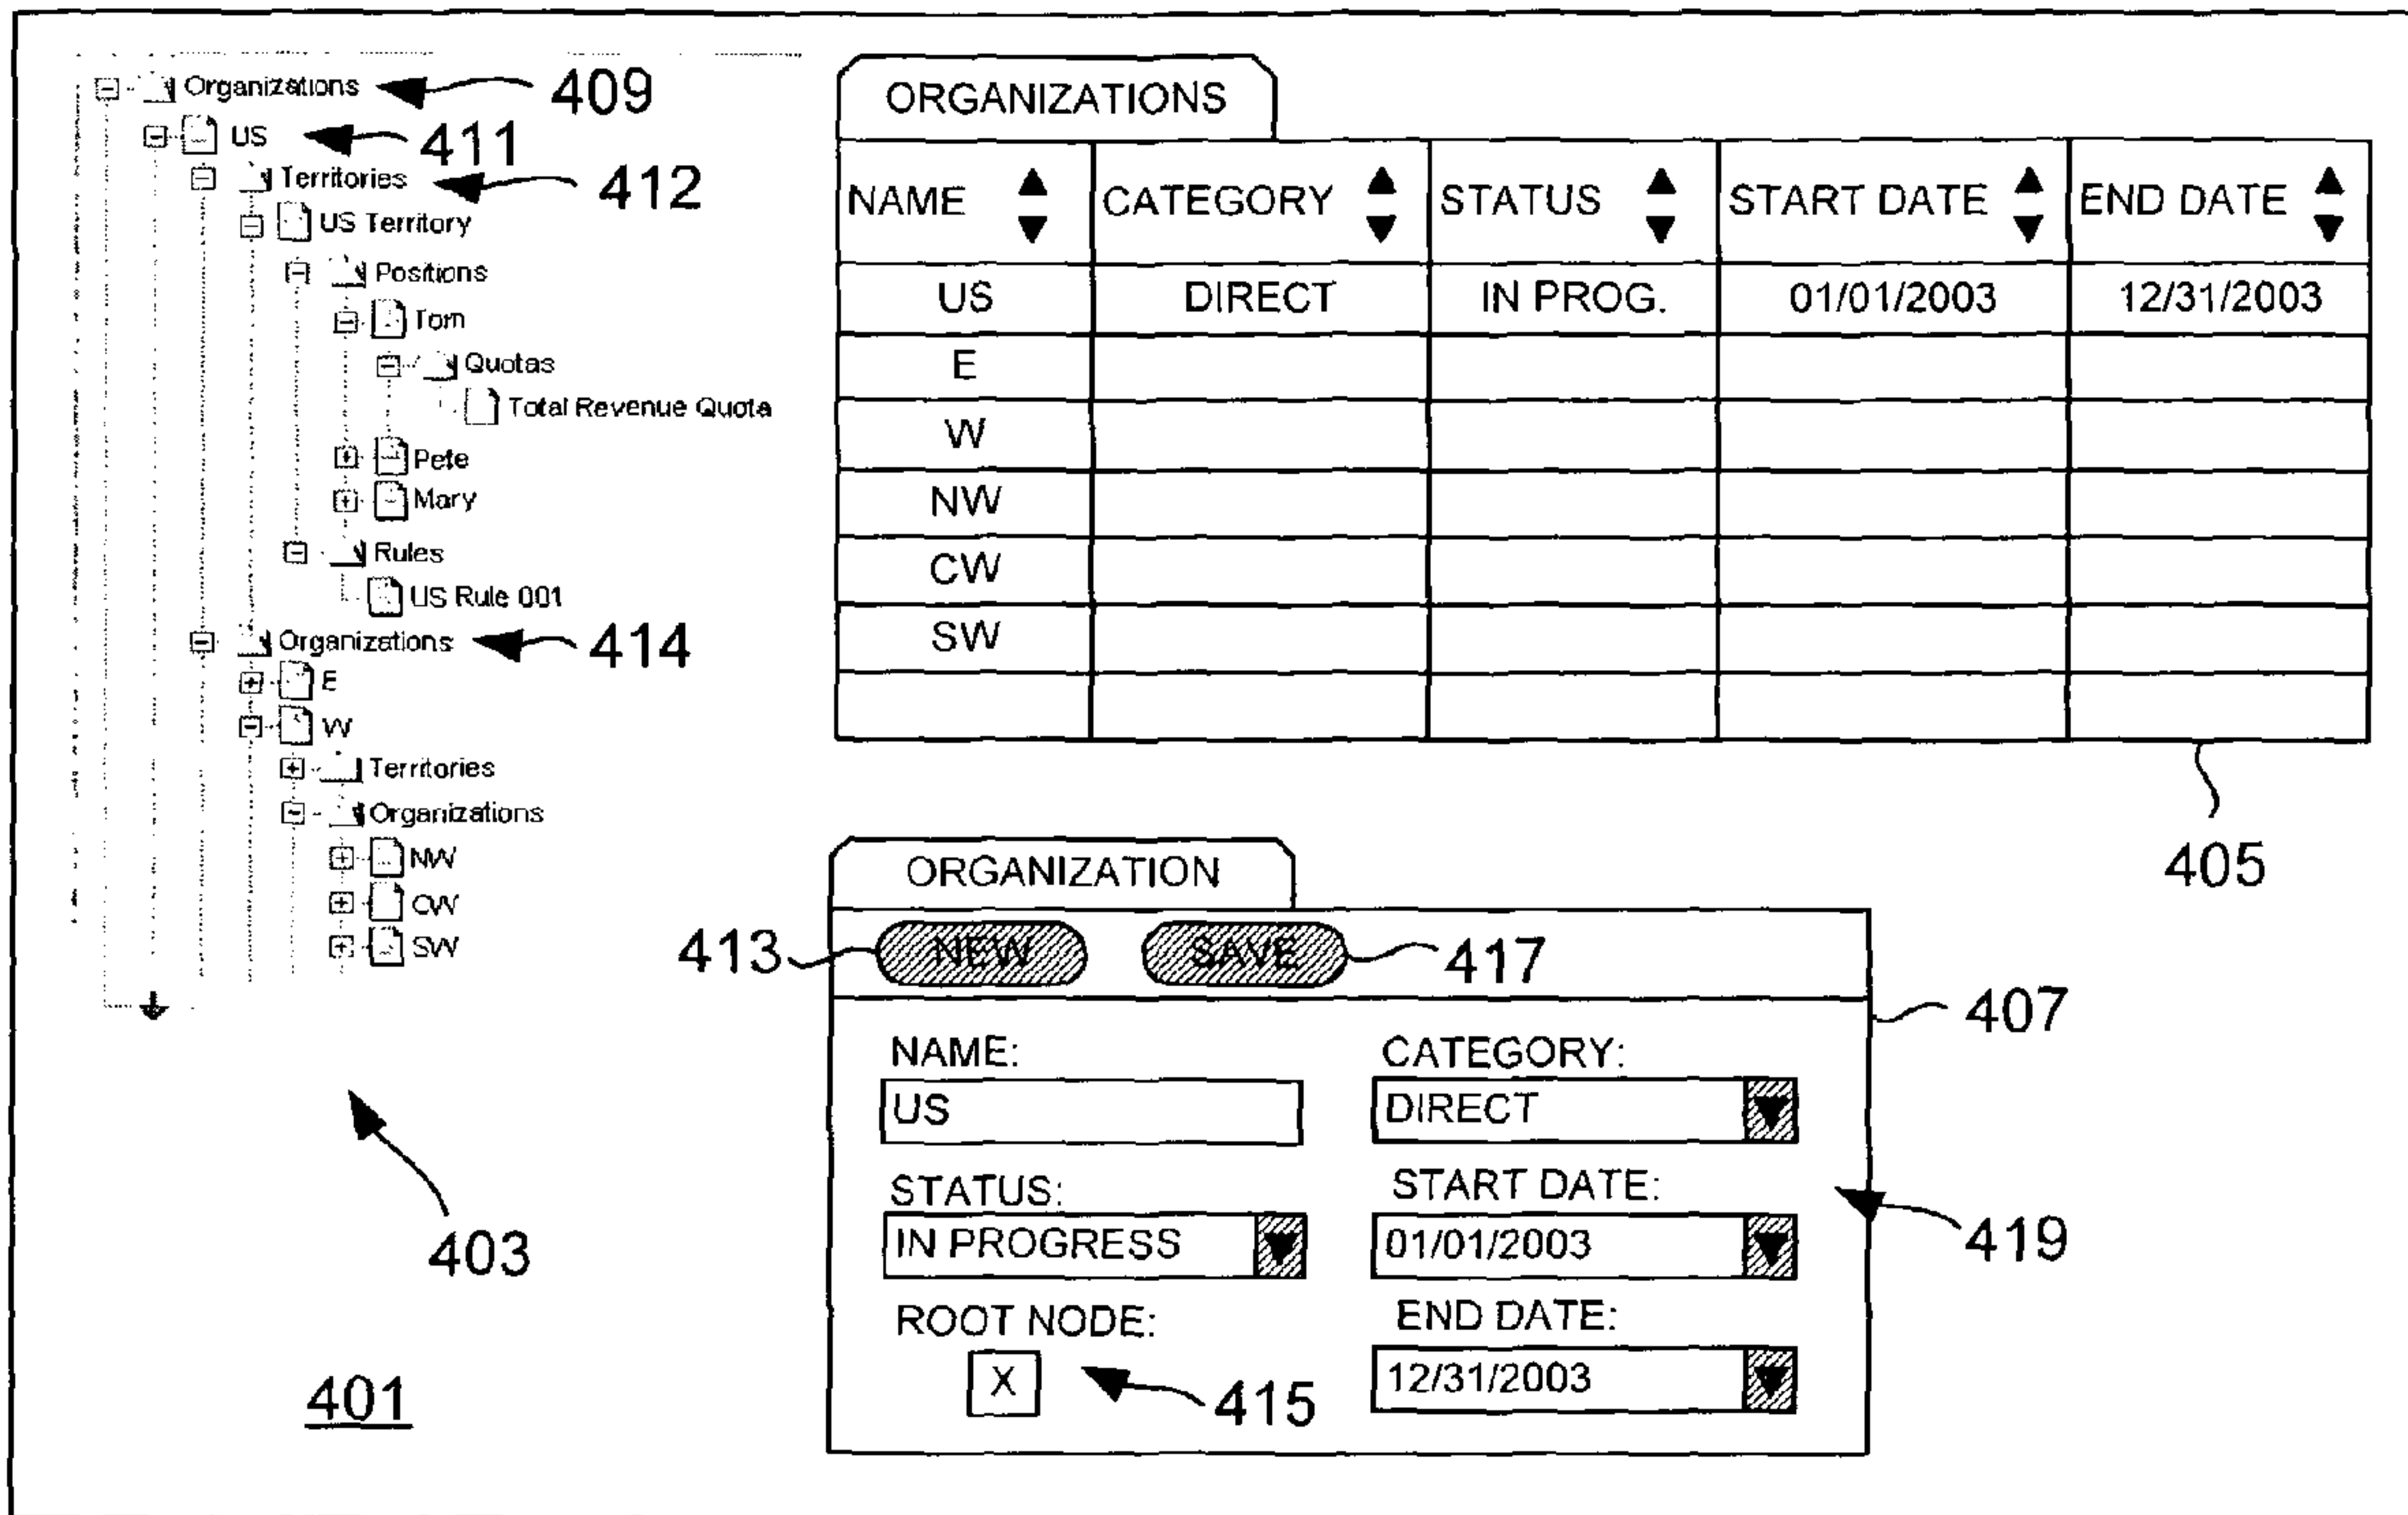 Organizations 409
US 411
Territories 412
US Territory
Positions
Tom
Quotas
Total Revenue Quota
Pete
Mary
Rules
US Rule 001
Organizations 414
E
W
Territories
Organizations
NW
CW
SW
403
401
ORGANIZATIONS
NAME CATEGORY STATUS START DATE END DATE
US DIRECT IN PROG. 01/01/2003 12/31/2003
E
W
NW
CW
SW
405
ORGANIZATION
413 NEW SAVE 417
407
NAME: CATEGORY:
US DIRECT
STATUS: START DATE:
IN PROGRESS 01/01/2003
419
ROOT NODE: END DATE:
X 415 12/31/2003